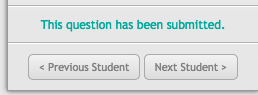 This question has been submitted.
< Previous Student Next Student >